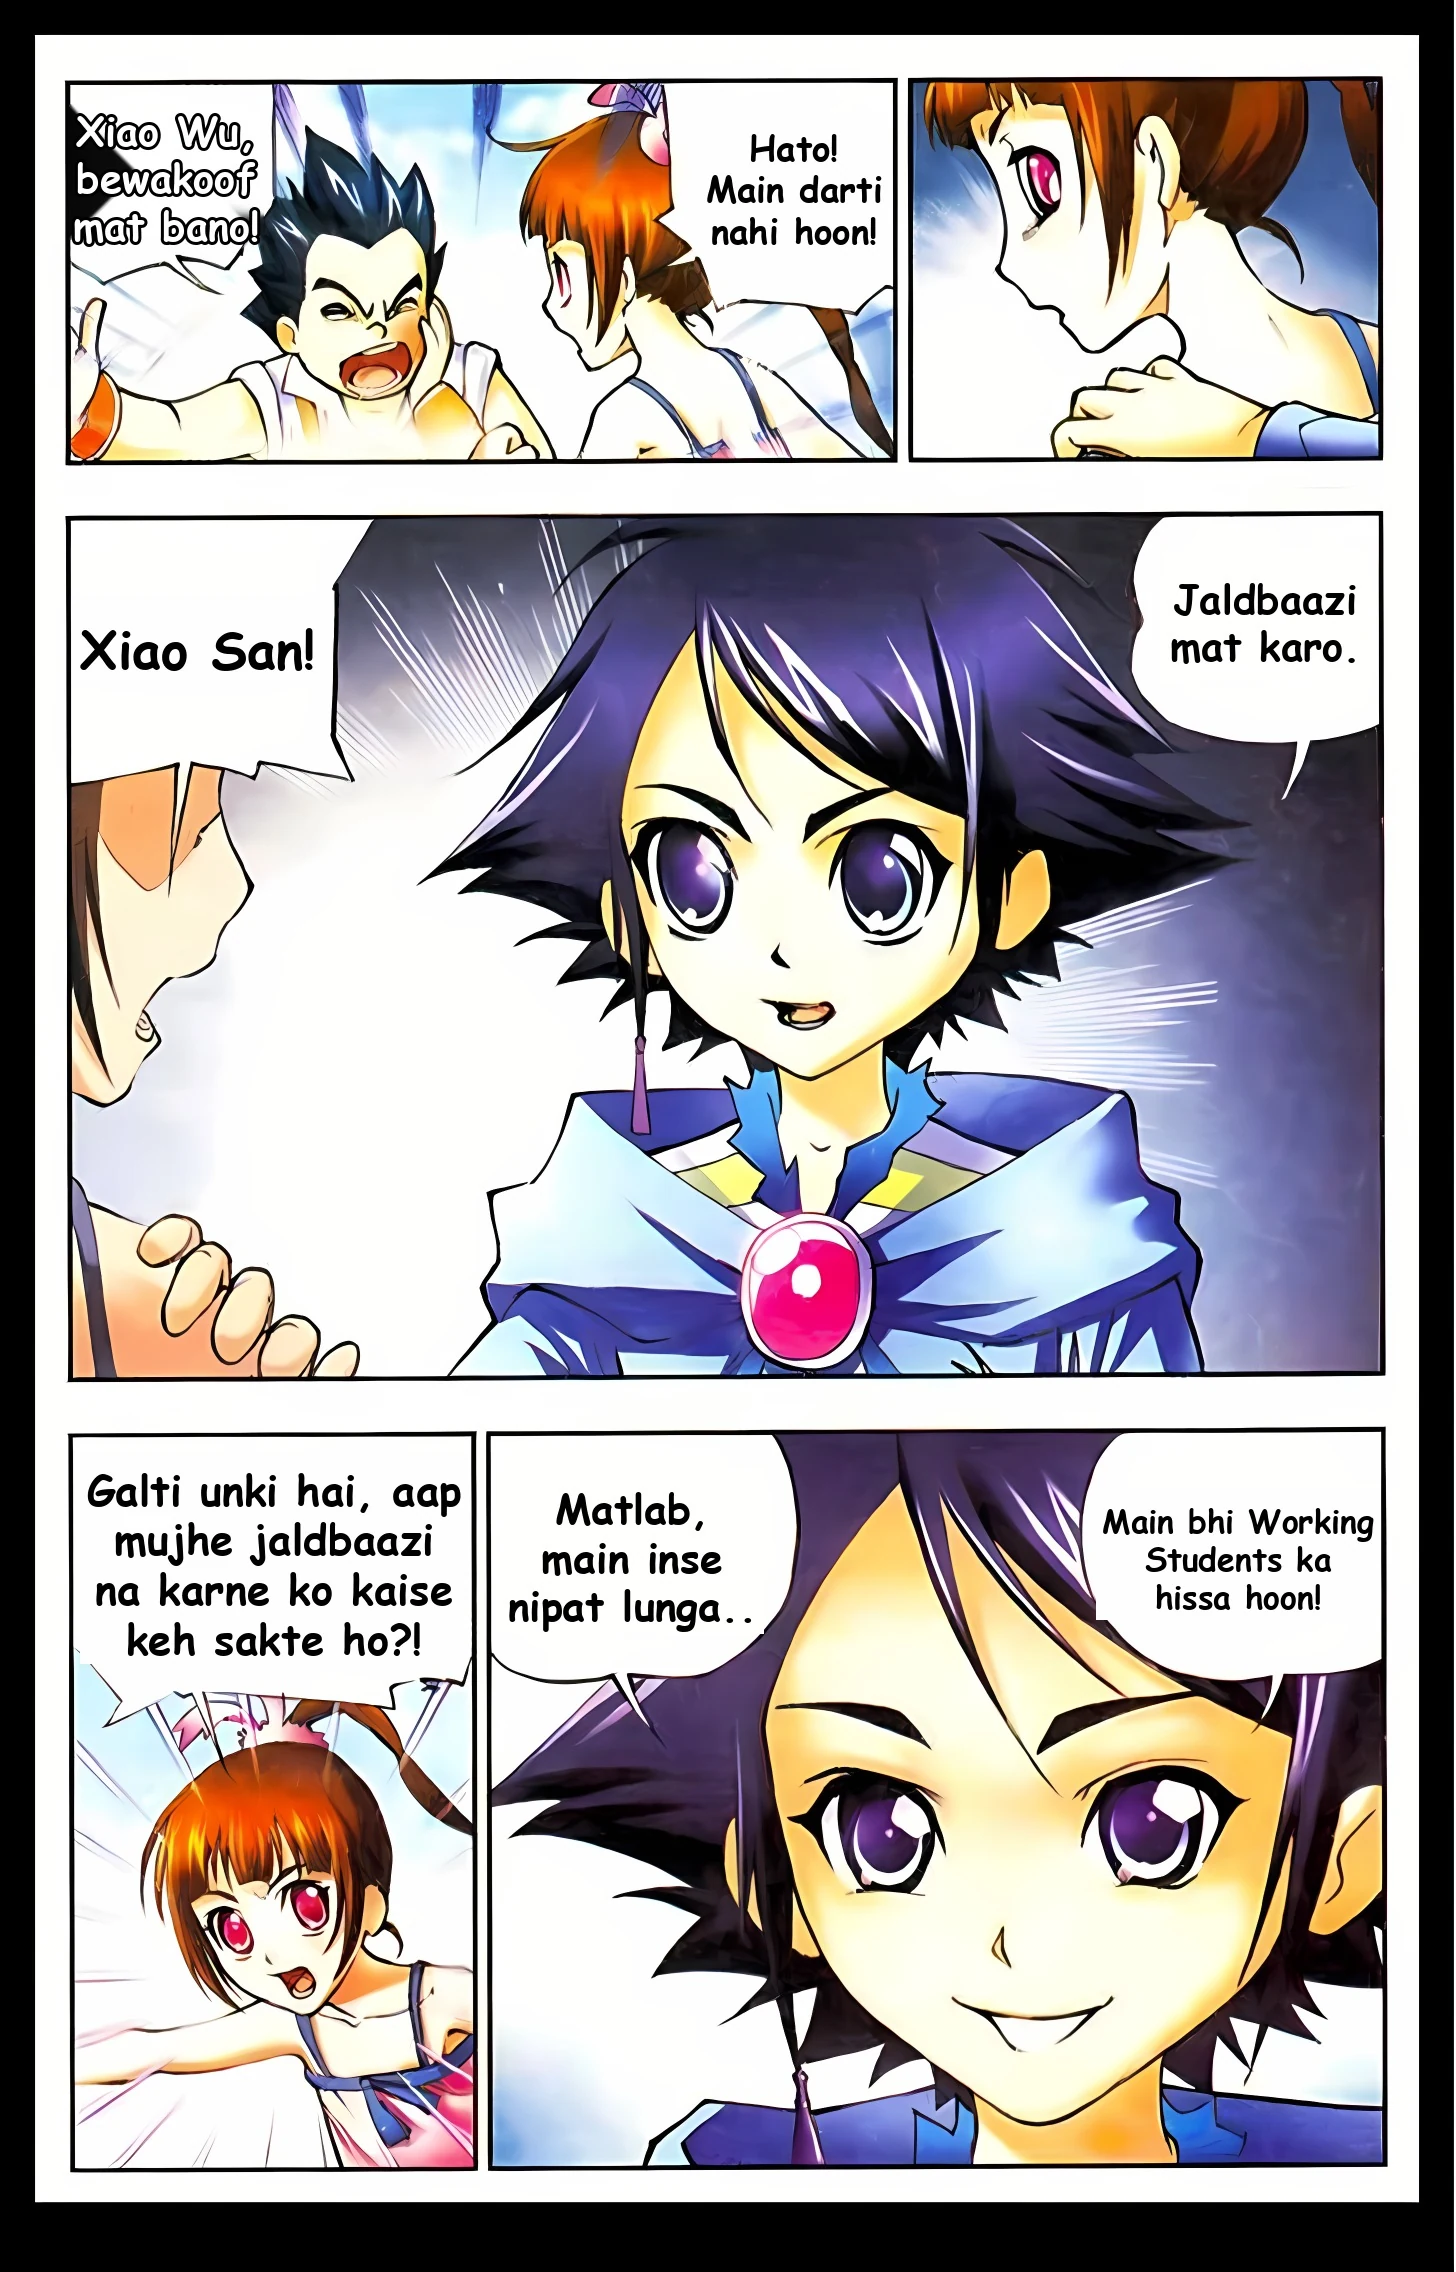 Xiao Wu,
bewakoof
mat bano!
Hato!
Main darti
nahi hoon!
Xiao San!
Jaldbaazi
mat karo.
Galti unki hai, aap
mujhe jaldbaazi
na karne ko kaise
keh sakte ho?!
Matlab,
main inse
nipat lunga..
Main bhi Working
Students ka
hissa hoon!